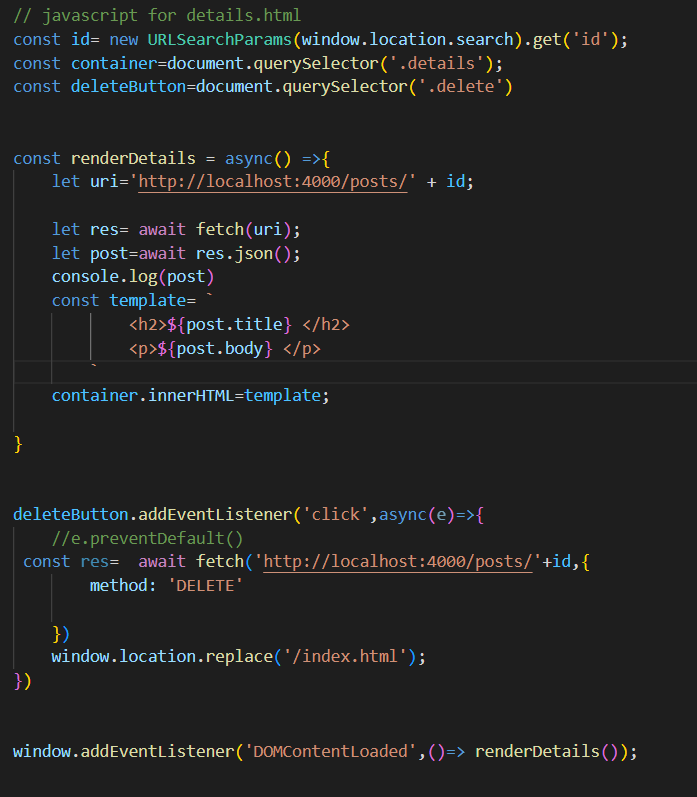 // javascript for details.html
const id= new URLSearchParams(window.location.search).get('id');
const container=document.querySelector('.details');
const deleteButton=document.querySelector('.delete')
const renderDetails = async() =>{
let uri='http://localhost:4000/posts/' + id;
let res= await fetch(uri);
let post=await res.json();
console.log(post)
const template= `
<h2>${post.title} </h2>
<p>${post.body} </p>
`
container.innerHTML=template;
}
deleteButton.addEventListener('click',async(e)=>{
//e.preventDefault()
const res=  await fetch('http://localhost:4000/posts/'+id,{
method: 'DELETE'
})
window.location.replace('/index.html');
})
window.addEventListener('DOMContentLoaded',()=> renderDetails());